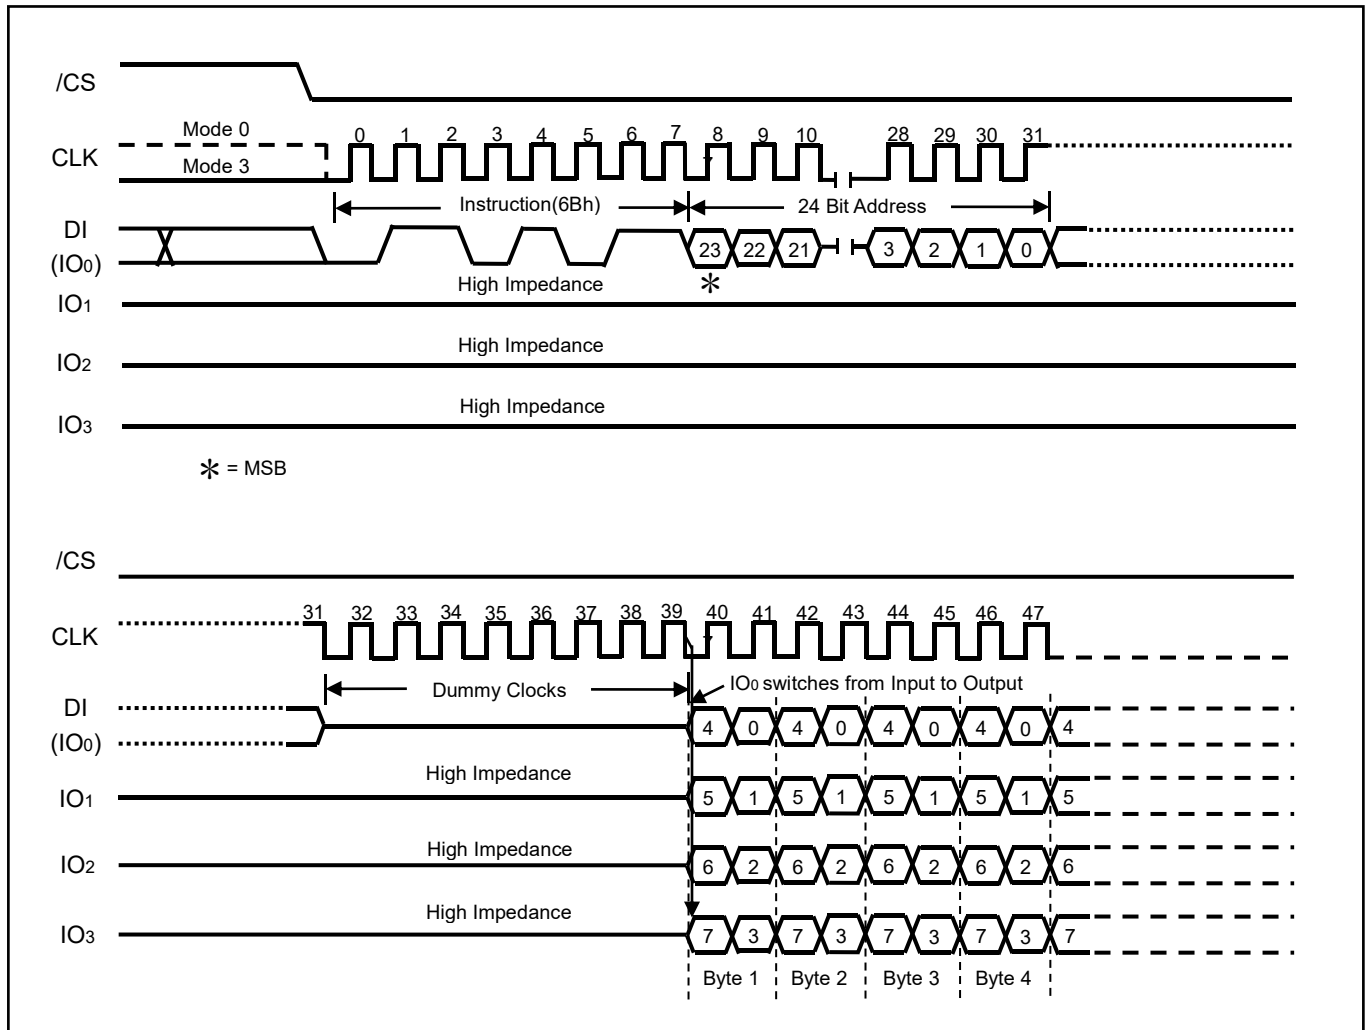 /CS
Mode 0
CLK
Mode 3
0 1 2 3 4 5 6 7 8 9 10 28 29 30 31
7
Instruction(6Bh)
24 Bit Address
DI
(IO0)
23 22 21 3 2 1 0
High Impedance
*
IO1
High Impedance
IO2
High Impedance
IO3
* = MSB
/CS
31 32 33 34 35 36 37 38 39 40 41 42 43 44 45 46 47
CLK
7
Dummy Clocks
IO0 switches from Input to Output
DI
(IO0)
4 0 4 0 4 0 4 0 4
High Impedance
IO1
5 1 5 1 5 1 5 1 5
High Impedance
IO2
6 2 6 2 6 2 6 2 6
High Impedance
IO3
7 3 7 3 7 3 7 3 7
Byte 1 Byte 2 Byte 3 Byte 4